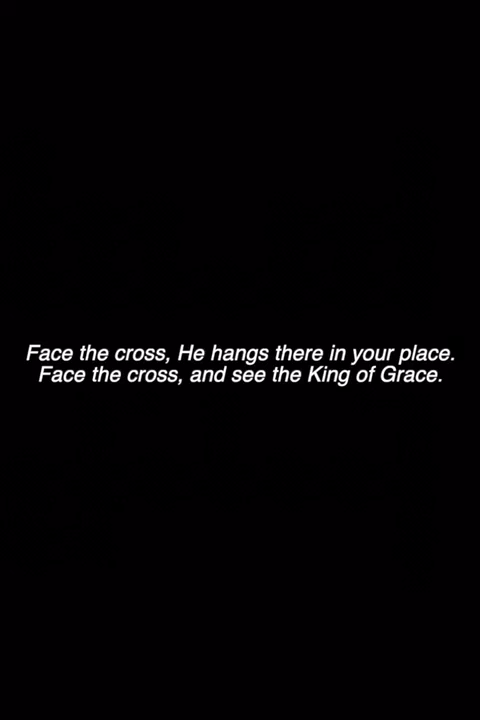 Face the cross, He hangs there in your place.
Face the cross, and see the King of Grace.